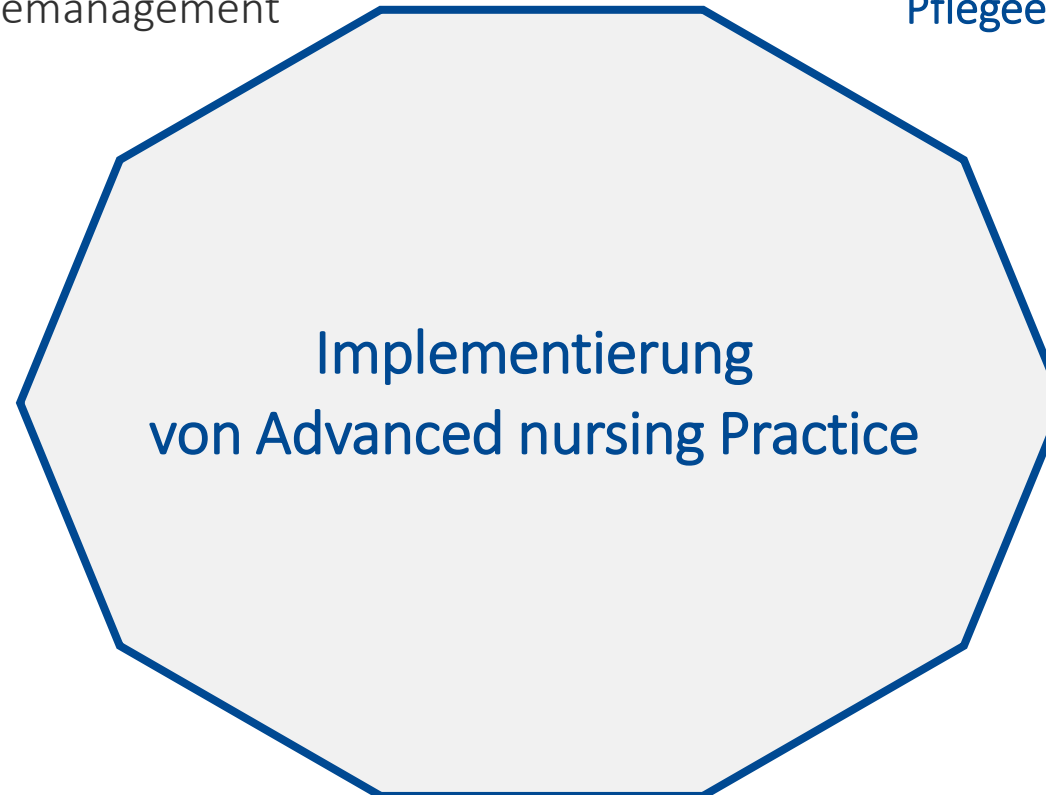 emanagement
Pflegee
Implementierung
von Advanced nursing Practice